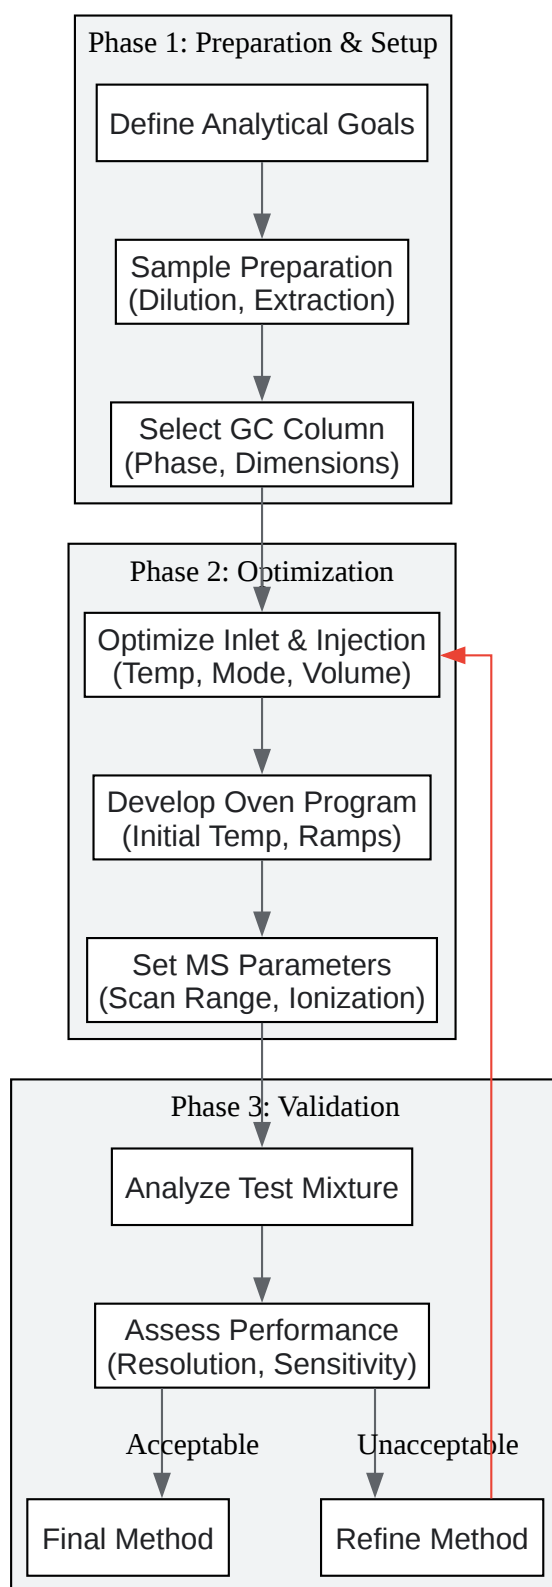 Phase 1: Preparation & Setup
Define Analytical Goals
Sample Preparation
(Dilution, Extraction)
Select GC Column
(Phase, Dimensions)
Phase 2: Optimization
Optimize Inlet & Injection
(Temp, Mode, Volume)
Develop Oven Program
(Initial Temp, Ramps)
Set MS Parameters
(Scan Range, Ionization)
Phase 3: Validation
Analyze Test Mixture
Assess Performance
(Resolution, Sensitivity)
Acceptable
Unacceptable
Final Method
Refine Method